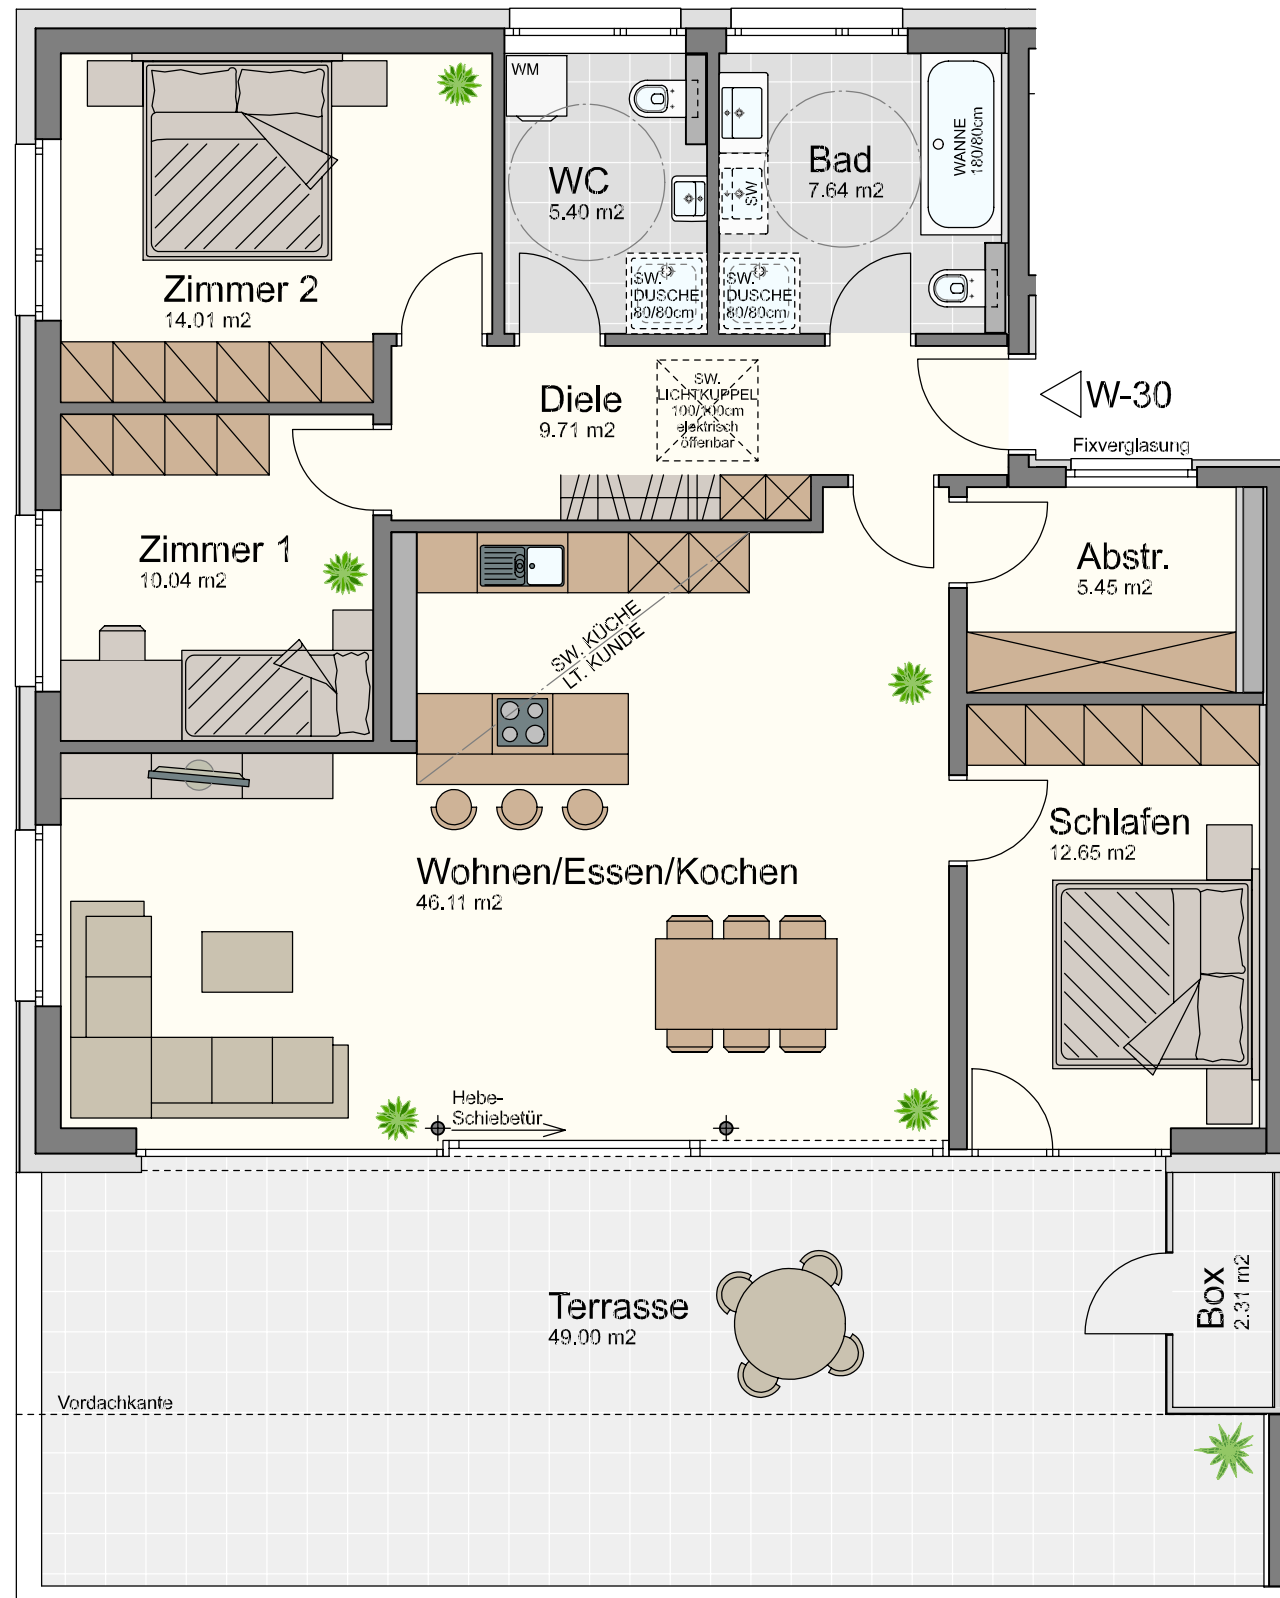 WM
WC
5.40 m2
Bad
7.64 m2
WANNE
180/80cm
SW
Zimmer 2
14.01 m2
SW.
DUSCHE
80/80cm
SW.
DUSCHE
80/80cm
Diele
9.71 m2
SW.
LICHTKUPPEL
100/100cm
elektrisch
öffenbar
W-30
Fixverglasung
Zimmer 1
10.04 m2
Abstr.
5.45 m2
SW. KÜCHE
LT. KUNDE
Schlafen
12.65 m2
Wohnen/Essen/Kochen
46.11 m2
Hebe-
Schiebetür
Terrasse
49.00 m2
Box
2.31 m2
Vordachkante